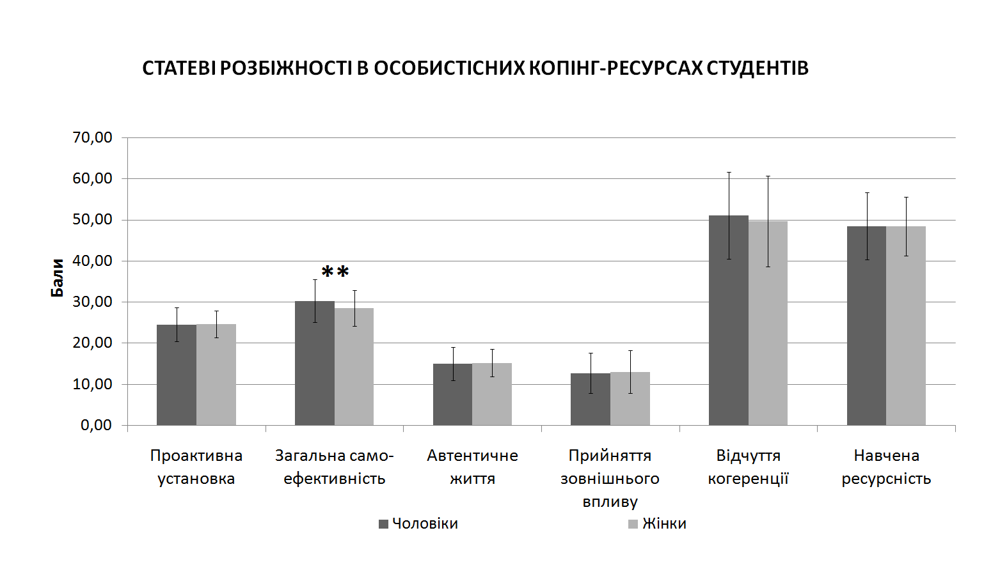 СТАТЕВІ РОЗБІЖНОСТІ В ОСОБИСТІСНИХ КОПІНГ-РЕСУРСАХ СТУДЕНТІВ
70,00
60,00
50,00
40,00
30,00
20,00
10,00
0,00
Бали
**
Проактивна
установка
Загальна само-
ефективність
Автентичне
життя
Прийняття
зовнішнього
впливу
Відчуття
когеренції
Навчена
ресурсність
Чоловіки
Жінки